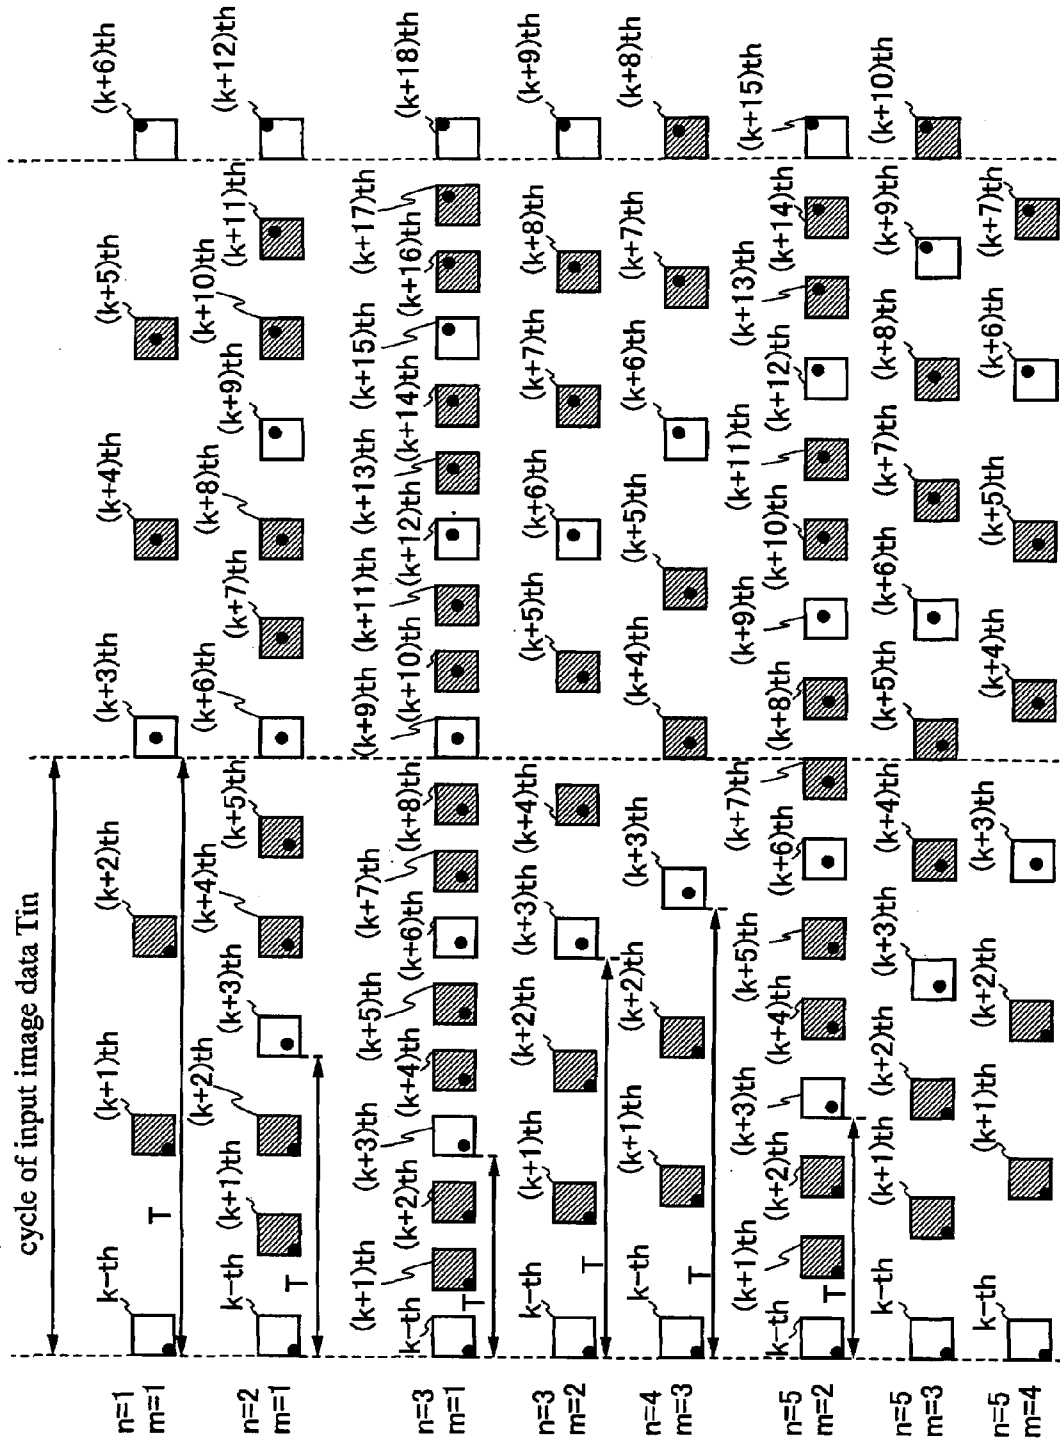 cycle of input image data Tin
n=1
m=1
k-th
(k+1)th
(k+2)th
(k+3)th
(k+4)th
(k+5)th
(k+6)th
T
n=2
m=1
k-th
(k+1)th
(k+2)th
(k+3)th
(k+4)th
(k+5)th
(k+6)th
(k+7)th
(k+8)th
(k+9)th
(k+10)th
(k+11)th
(k+12)th
T
n=3
m=1
k-th
(k+1)th
(k+2)th
(k+3)th
(k+4)th
(k+5)th
(k+6)th
(k+7)th
(k+8)th
(k+9)th
(k+10)th
(k+11)th
(k+12)th
(k+13)th
(k+14)th
(k+15)th
(k+16)th
(k+17)th
(k+18)th
T
n=3
m=2
k-th
(k+1)th
(k+2)th
(k+3)th
(k+4)th
(k+5)th
(k+6)th
(k+7)th
(k+8)th
(k+9)th
T
n=4
m=3
k-th
(k+1)th
(k+2)th
(k+3)th
(k+4)th
(k+5)th
(k+6)th
(k+7)th
(k+8)th
T
n=5
m=2
k-th
(k+1)th
(k+2)th
(k+3)th
(k+4)th
(k+5)th
(k+6)th
(k+7)th
(k+8)th
(k+9)th
(k+10)th
(k+11)th
(k+12)th
(k+13)th
(k+14)th
(k+15)th
T
n=5
m=3
k-th
(k+1)th
(k+2)th
(k+3)th
(k+4)th
(k+5)th
(k+6)th
(k+7)th
(k+8)th
(k+9)th
(k+10)th
n=5
m=4
k-th
(k+1)th
(k+2)th
(k+3)th
(k+4)th
(k+5)th
(k+6)th
(k+7)th